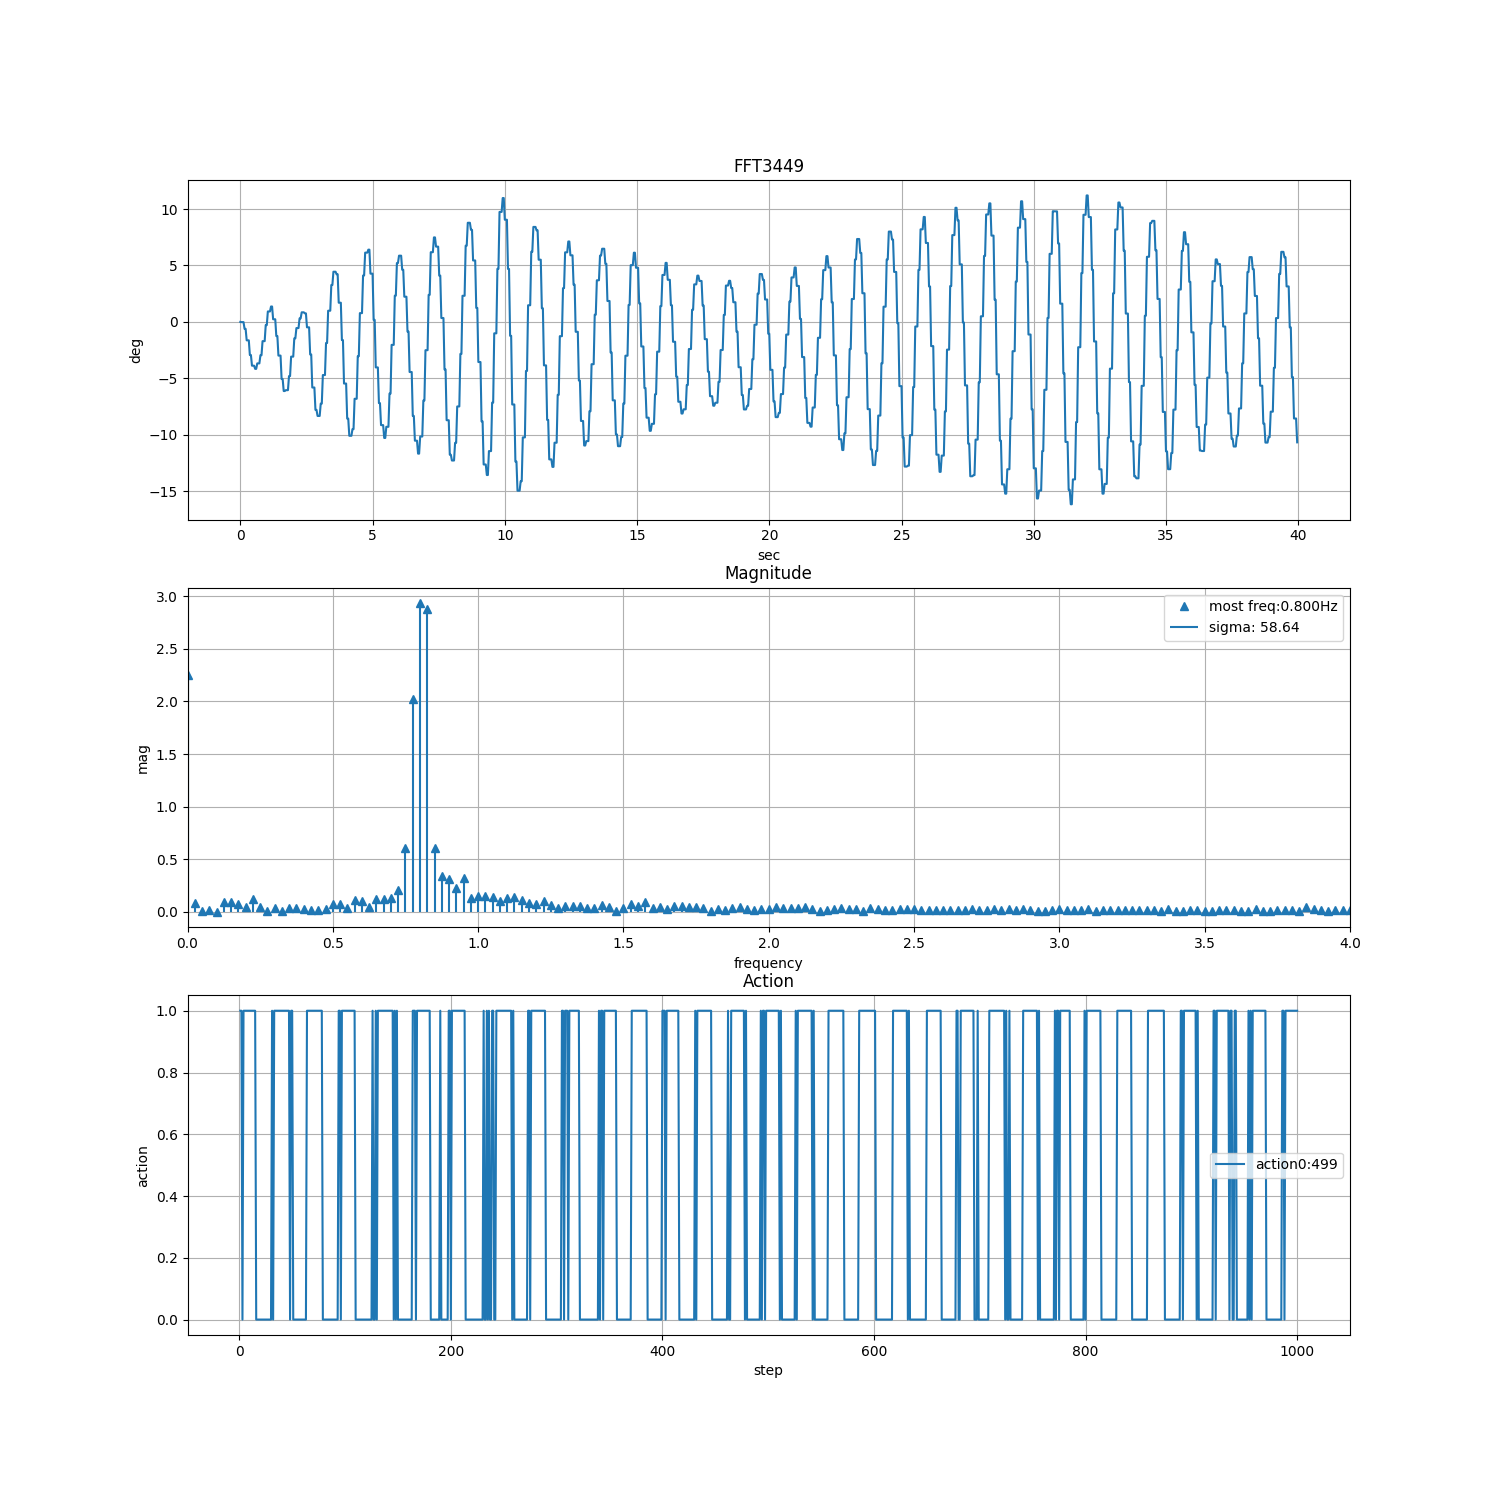 FFT3449
10
5
0
−5
−10
−15
deg
0 5 10 15 20 25 30 35 40
sec
Magnitude
3.0
2.5
2.0
1.5
1.0
0.5
0.0
mag
most freq:0.800Hz
sigma: 58.64
0.0 0.5 1.0 1.5 2.0 2.5 3.0 3.5 4.0
frequency
Action
1.0
0.8
0.6
0.4
0.2
0.0
action
action0:499
0 200 400 600 800 1000
step